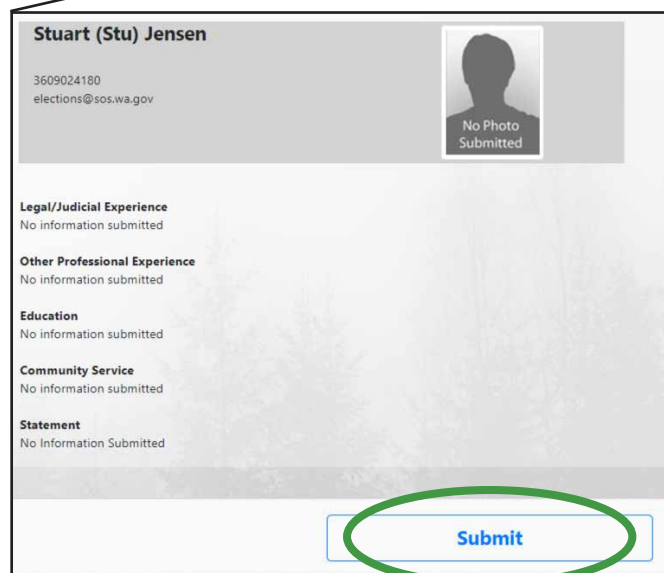 Stuart (Stu) Jensen
3609024180
elections@sos.wa.gov
No Photo
Submitted
Legal/Judicial Experience
No information submitted
Other Professional Experience
No information submitted
Education
No information submitted
Community Service
No information submitted
Statement
No Information Submitted
Submit